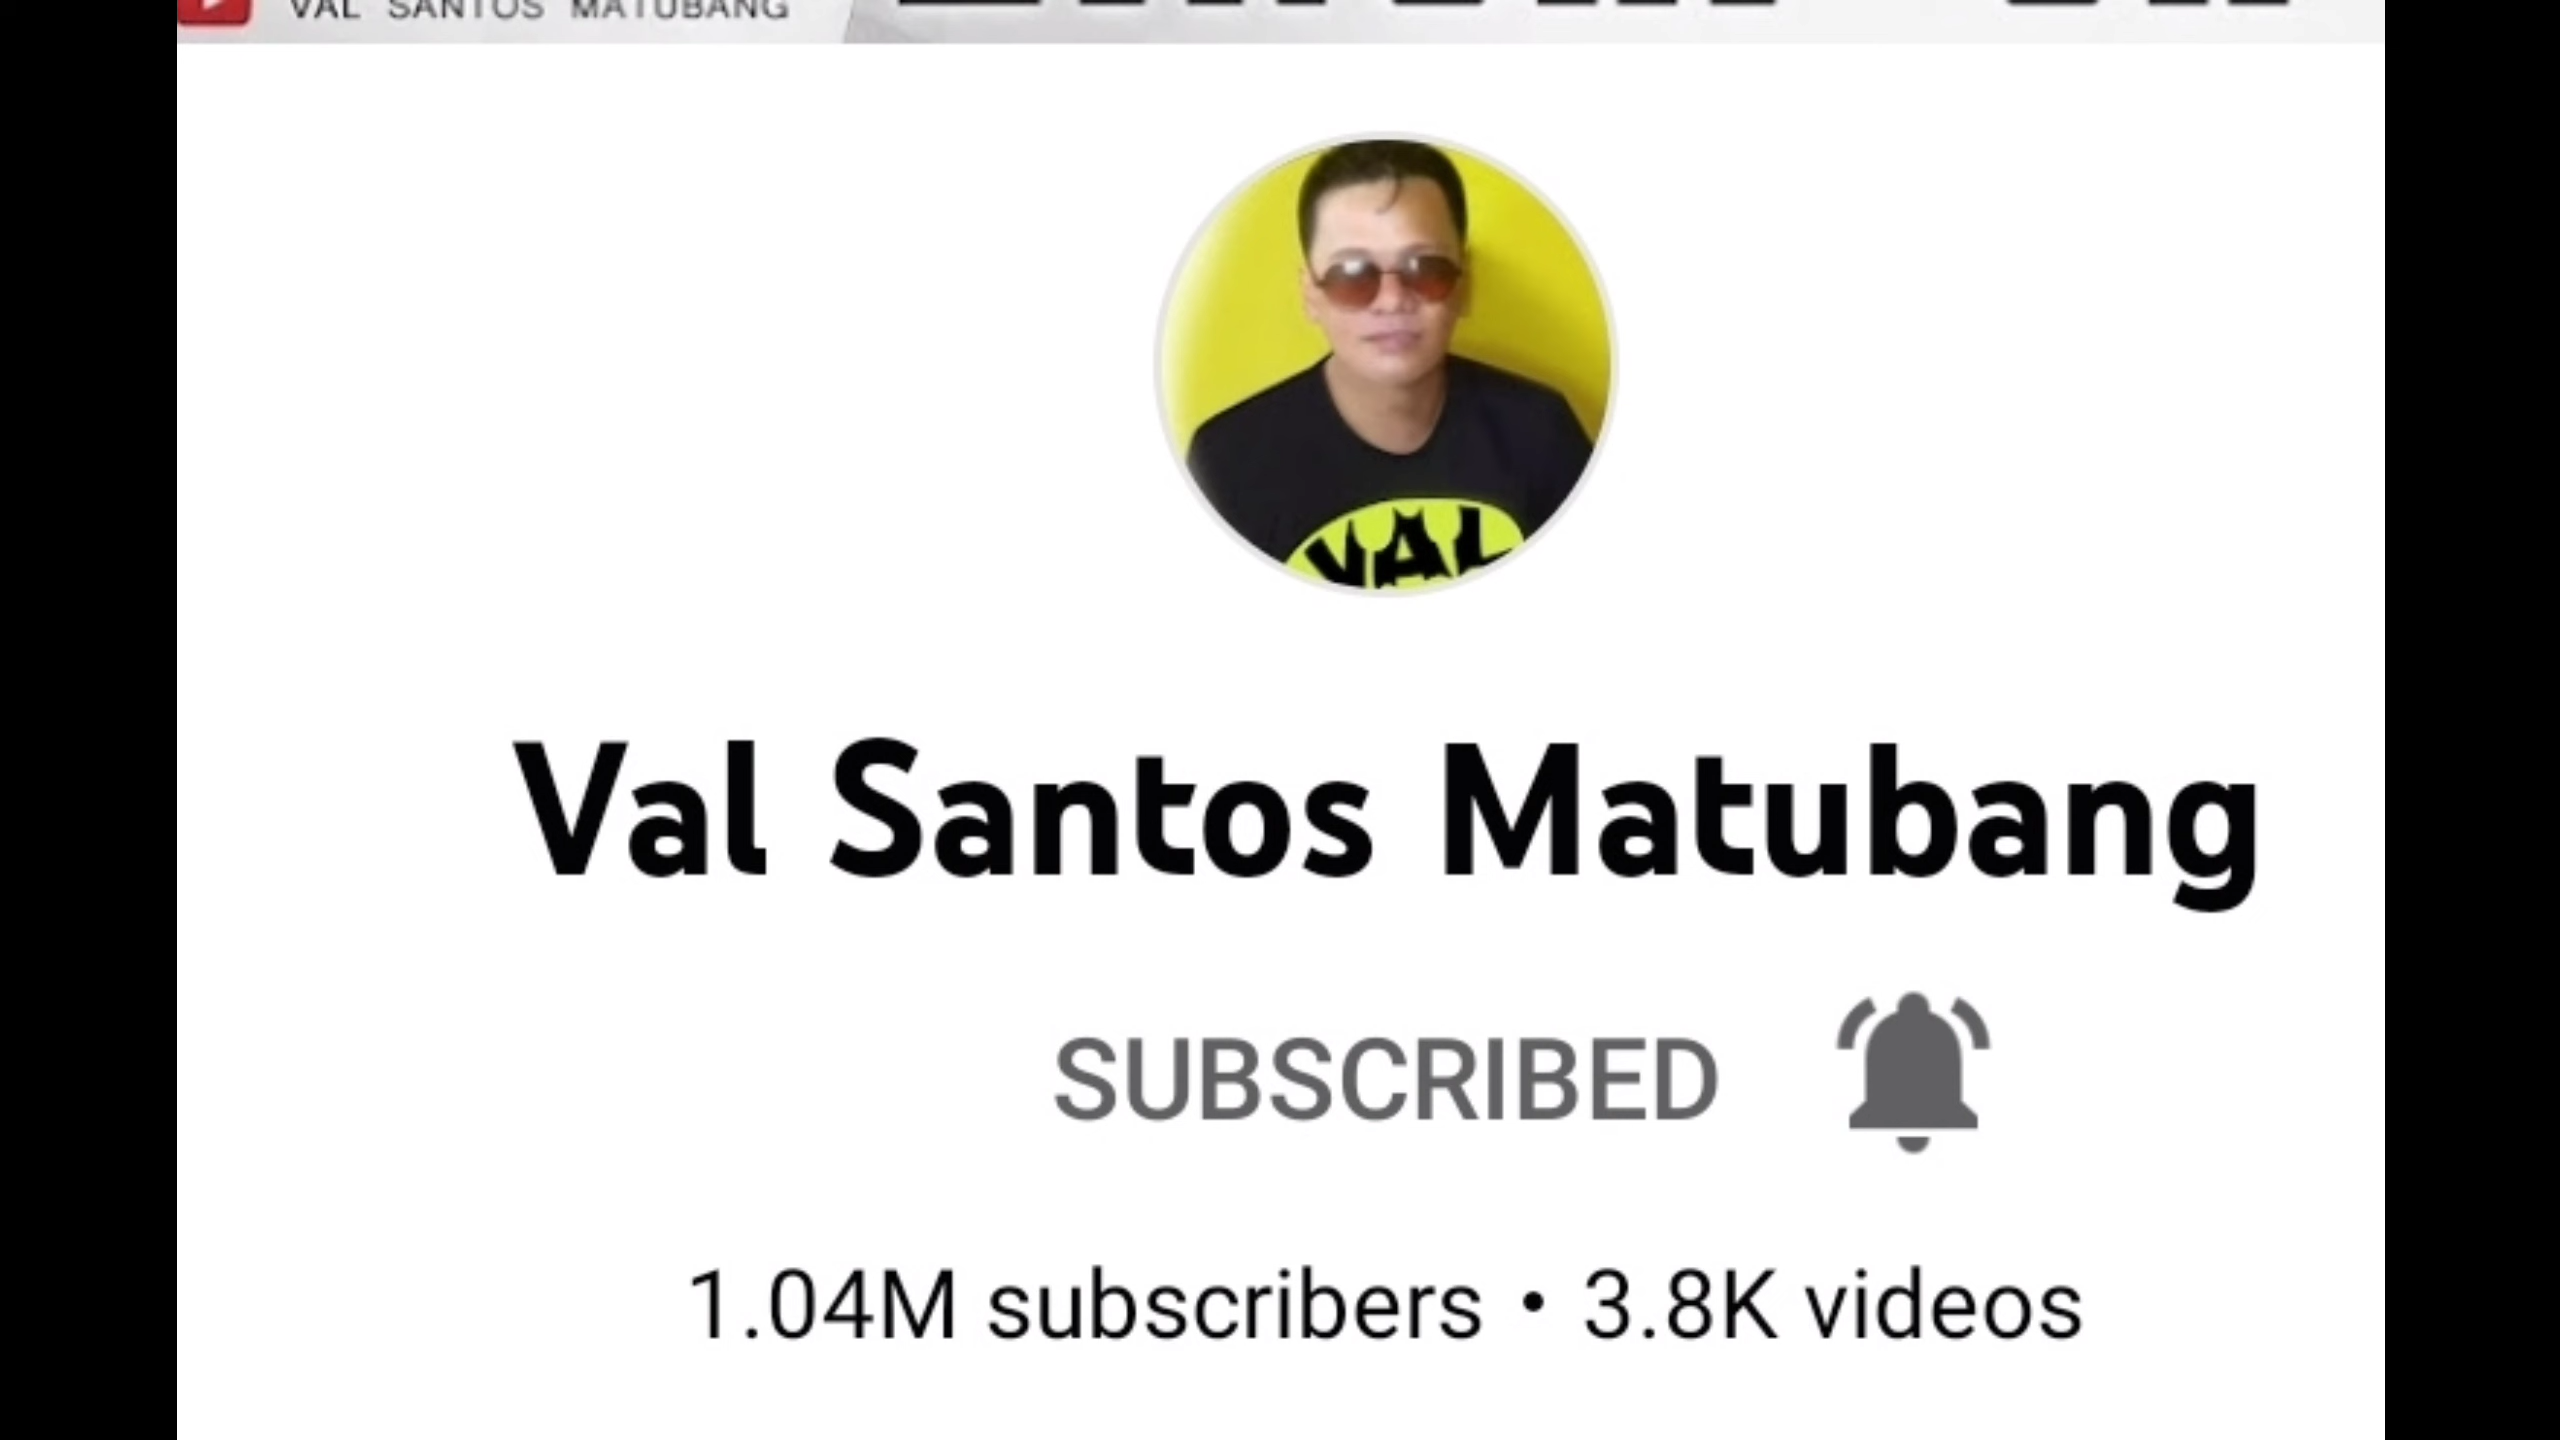 VAL SANTOS MATUBANG
VAL
Val Santos Matubang
SUBSCRIBED
1.04M subscribers • 3.8K videos